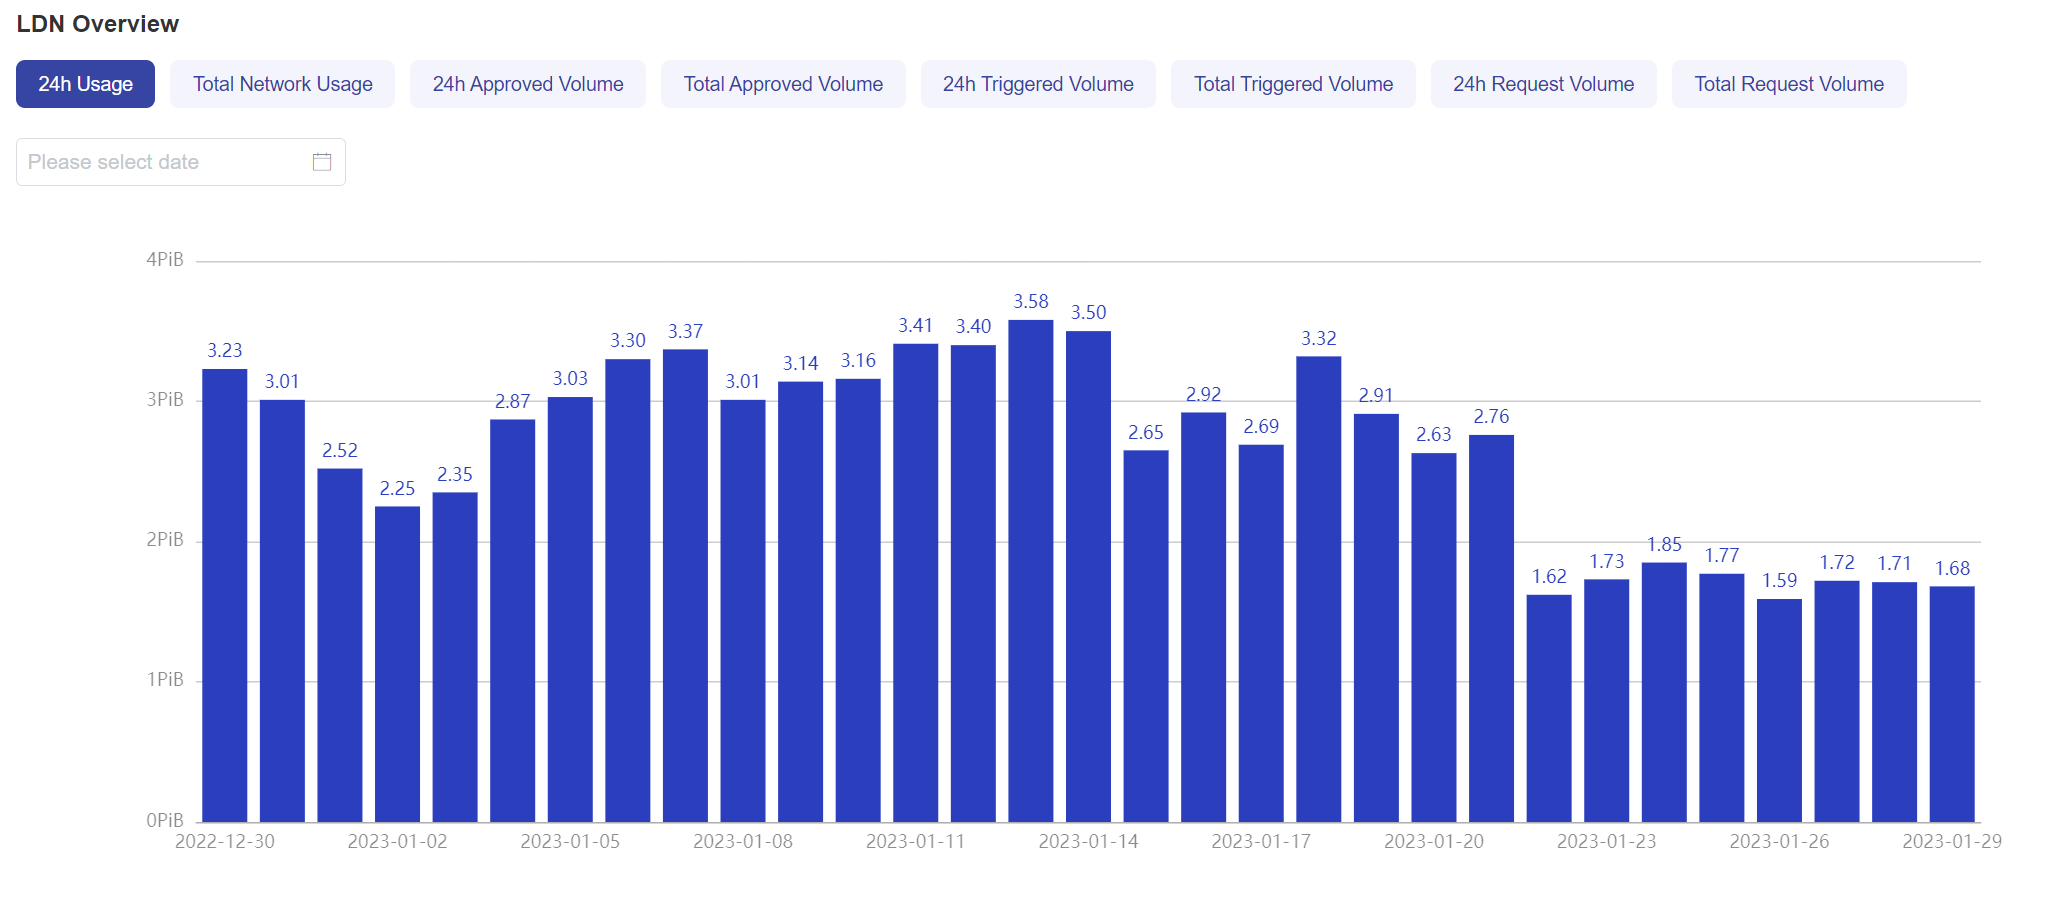 LDN Overview
24h Usage Total Network Usage 24h Approved Volume Total Approved Volume 24h Triggered Volume Total Triggered Volume 24h Request Volume Total Request Volume
Please select date
4PiB
3PiB
2PiB
1PiB
0PiB
3.23 3.01 2.52 2.25 2.35 2.87 3.03 3.30 3.37 3.01 3.14 3.16 3.41 3.40 3.58 3.50 2.65 2.92 2.69 3.32 2.91 2.63 2.76 1.62 1.73 1.85 1.77 1.59 1.72 1.71 1.68
2022-12-30 2023-01-02 2023-01-05 2023-01-08 2023-01-11 2023-01-14 2023-01-17 2023-01-20 2023-01-23 2023-01-26 2023-01-29